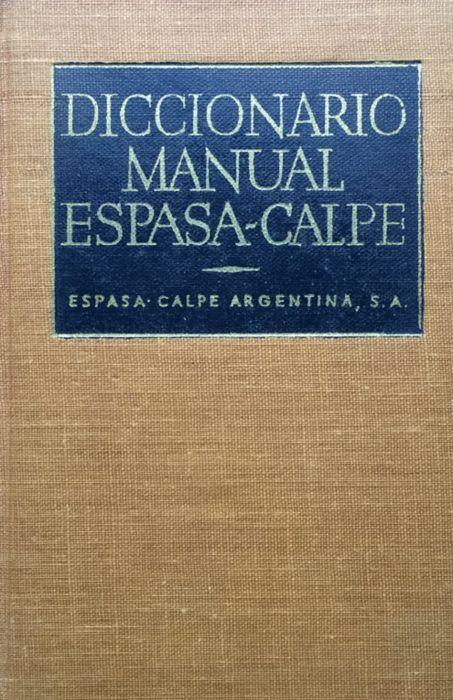 DICCIONARIO
MANUAL
ESPASA-CALPE
ESPASA·CALPE ARGENTINA, S.A.